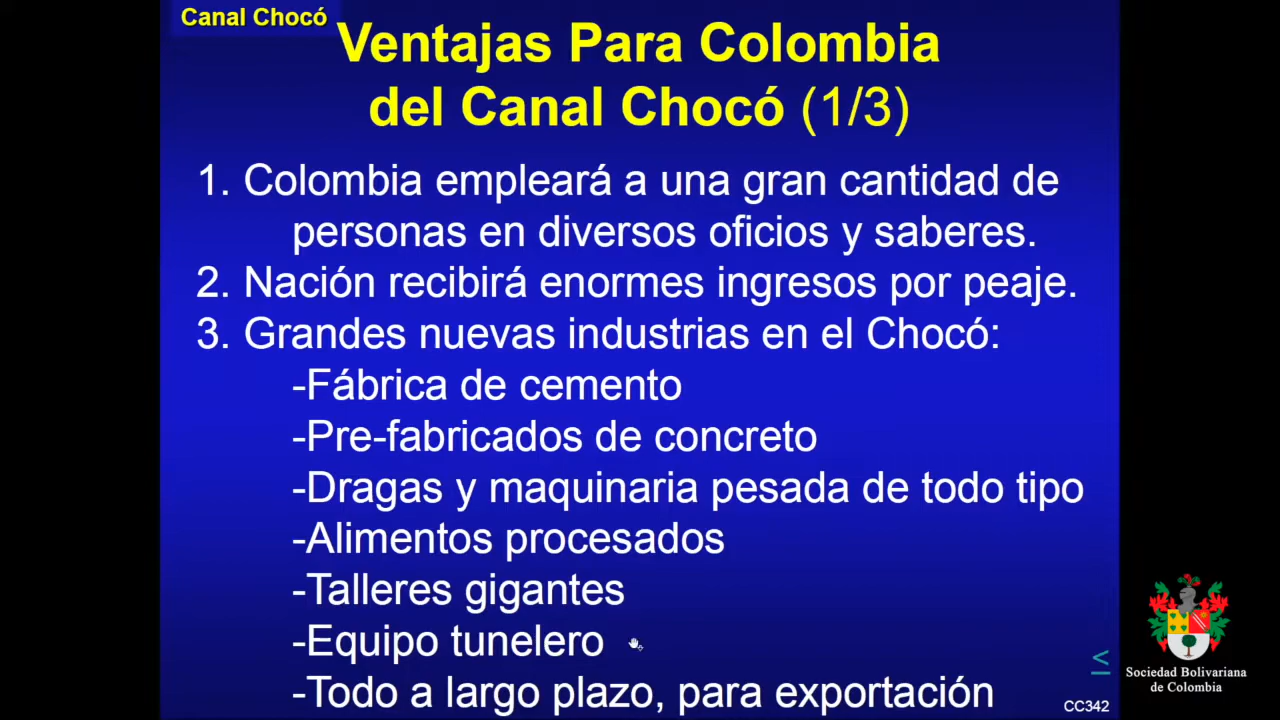 Canal Chocó
Ventajas Para Colombia
del Canal Chocó (1/3)
1. Colombia empleará a una gran cantidad de
personas en diversos oficios y saberes.
2. Nación recibirá enormes ingresos por peaje.
3. Grandes nuevas industrias en el Chocó:
-Fábrica de cemento
-Pre-fabricados de concreto
-Dragas y maquinaria pesada de todo tipo
-Alimentos procesados
-Talleres gigantes
-Equipo tunelero
-Todo a largo plazo, para exportación
<
CC342
Sociedad Bolivariana
de Colombia